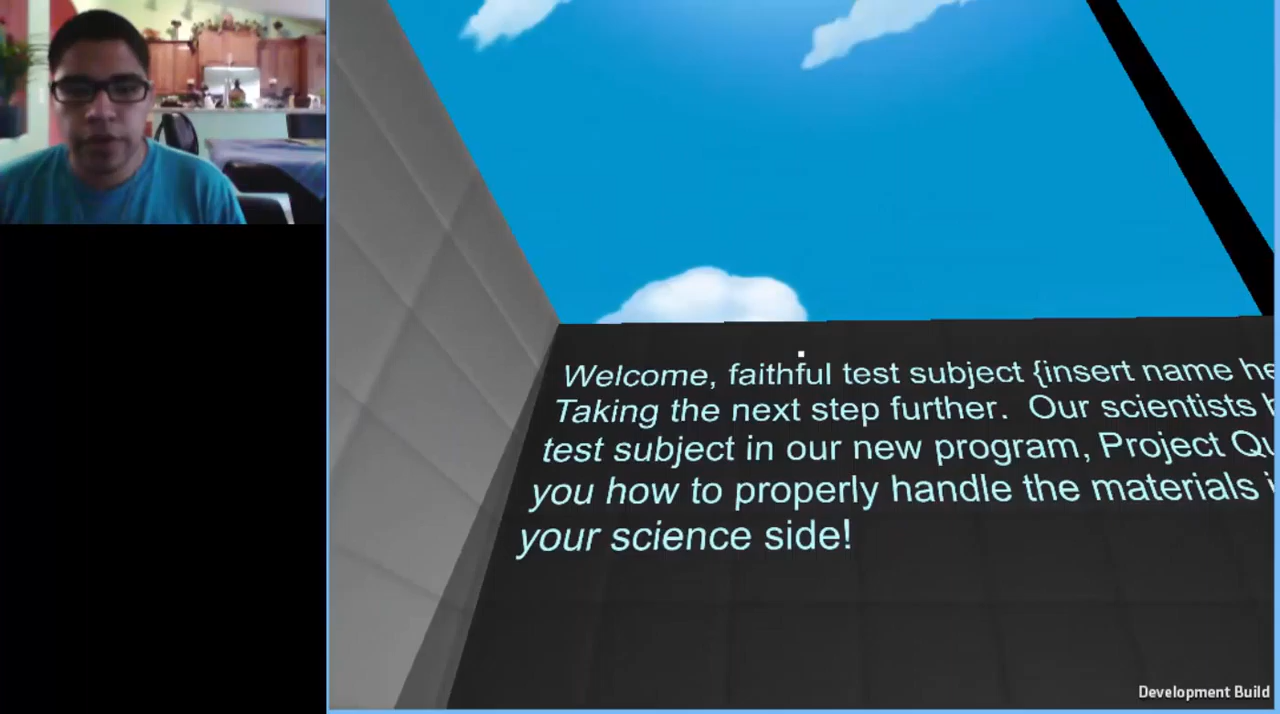 Welcome, faithful test subject {insert name he
Taking the next step further. Our scientists
test subject in our new program, Project Qu
you how to properly handle the materials i
your science side!
Development Build